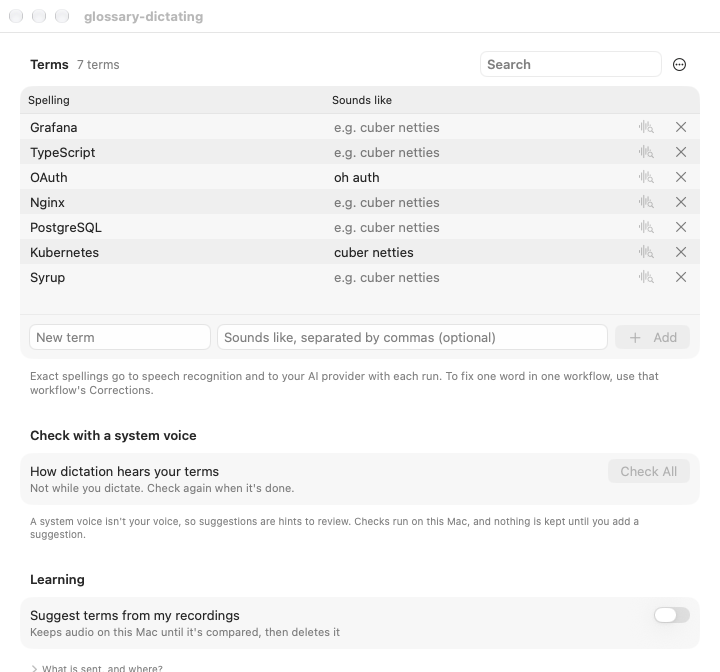 glossary-dictating
Terms 7 terms
Search
Spelling Sounds like
Grafana e.g. cuber netties
TypeScript e.g. cuber netties
OAuth oh auth
Nginx e.g. cuber netties
PostgreSQL e.g. cuber netties
Kubernetes cuber netties
Syrup e.g. cuber netties
New term Sounds like, separated by commas (optional) + Add
Exact spellings go to speech recognition and to your AI provider with each run. To fix one word in one workflow, use that
workflow's Corrections.
Check with a system voice
How dictation hears your terms
Check All
Not while you dictate. Check again when it's done.
A system voice isn't your voice, so suggestions are hints to review. Checks run on this Mac, and nothing is kept until you add a
suggestion.
Learning
Suggest terms from my recordings
Keeps audio on this Mac until it's compared, then deletes it
What is sent, and where?